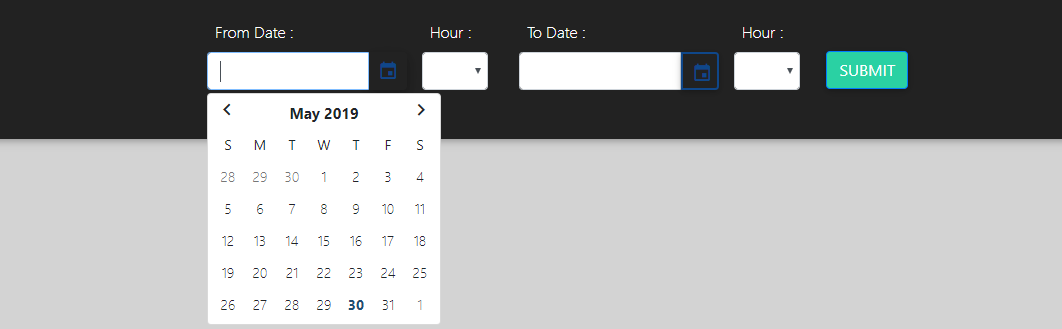 From Date : Hour : To Date : Hour :
SUBMIT
May 2019
S M T W T F S
28 29 30 1 2 3 4
5 6 7 8 9 10 11
12 13 14 15 16 17 18
19 20 21 22 23 24 25
26 27 28 29 30 31 1